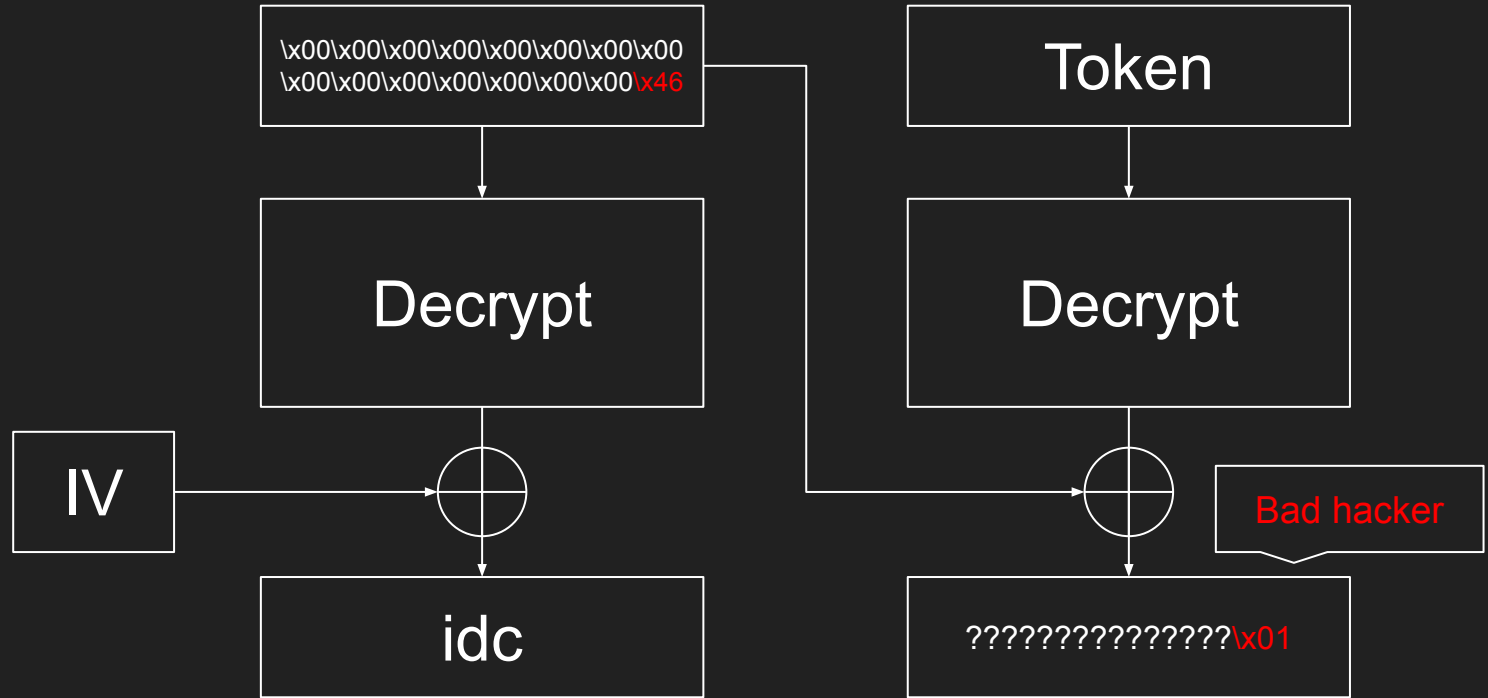 \x00\x00\x00\x00\x00\x00\x00\x00
\x00\x00\x00\x00\x00\x00\x00\x46
Token
Decrypt
Decrypt
IV
Bad hacker
idc
???????????????\x01